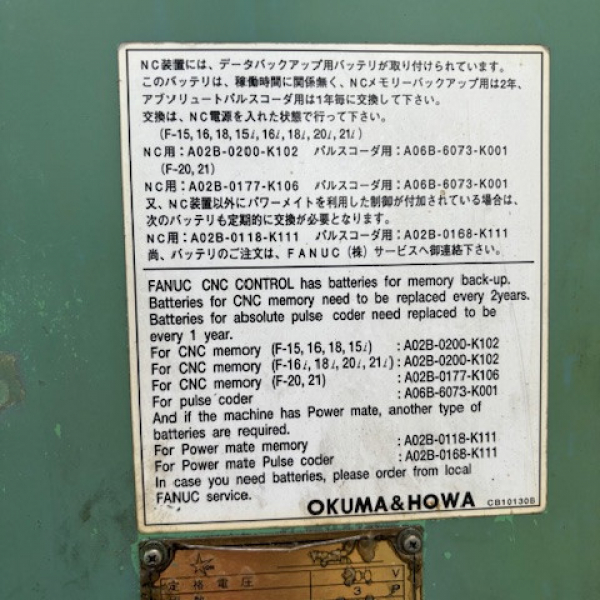 NC装置には、データバックアップ用バッテリが取り付けられています。
このバッテリは、稼働時間に関係無く、NCメモリーバックアップ用は2年、
アブソリュートパルスコーダ用は1年毎に交換して下さい。
交換は、NC電源を入れた状態で行って下さい。
(F-15, 16, 18, 15i, 16i, 18i, 20i, 21i)
NC用：A02B-0200-K102 パルスコーダ用：A06B-6073-K001
(F-20, 21)
NC用：A02B-0177-K106 パルスコーダ用：A06B-6073-K001
又、NC装置以外にパワーメイトを利用した制御が付加されている場合は、
次のバッテリも定期的に交換が必要となります。
NC用：A02B-0118-K111 パルスコーダ用：A02B-0168-K111
尚、バッテリのご注文は、FANUC（株）サービスへ御連絡下さい。
FANUC CNC CONTROL has batteries for memory back-up.
Batteries for CNC memory need to be replaced every 2years.
Batteries for absolute pulse coder need replaced to be
every 1 year.
For CNC memory (F-15, 16, 18, 15i) : A02B-0200-K102
For CNC memory (F-16i, 18i, 20i, 21i) : A02B-0200-K102
For CNC memory (F-20, 21) : A02B-0177-K106
For pulse coder : A06B-6073-K001
And if the machine has Power mate, another type of
batteries are required.
For Power mate memory : A02B-0118-K111
For Power mate Pulse coder : A02B-0168-K111
In case you need batteries, please order from local
FANUC service.
OKUMA&HOWA CB10130B
定格電圧 V
3 P